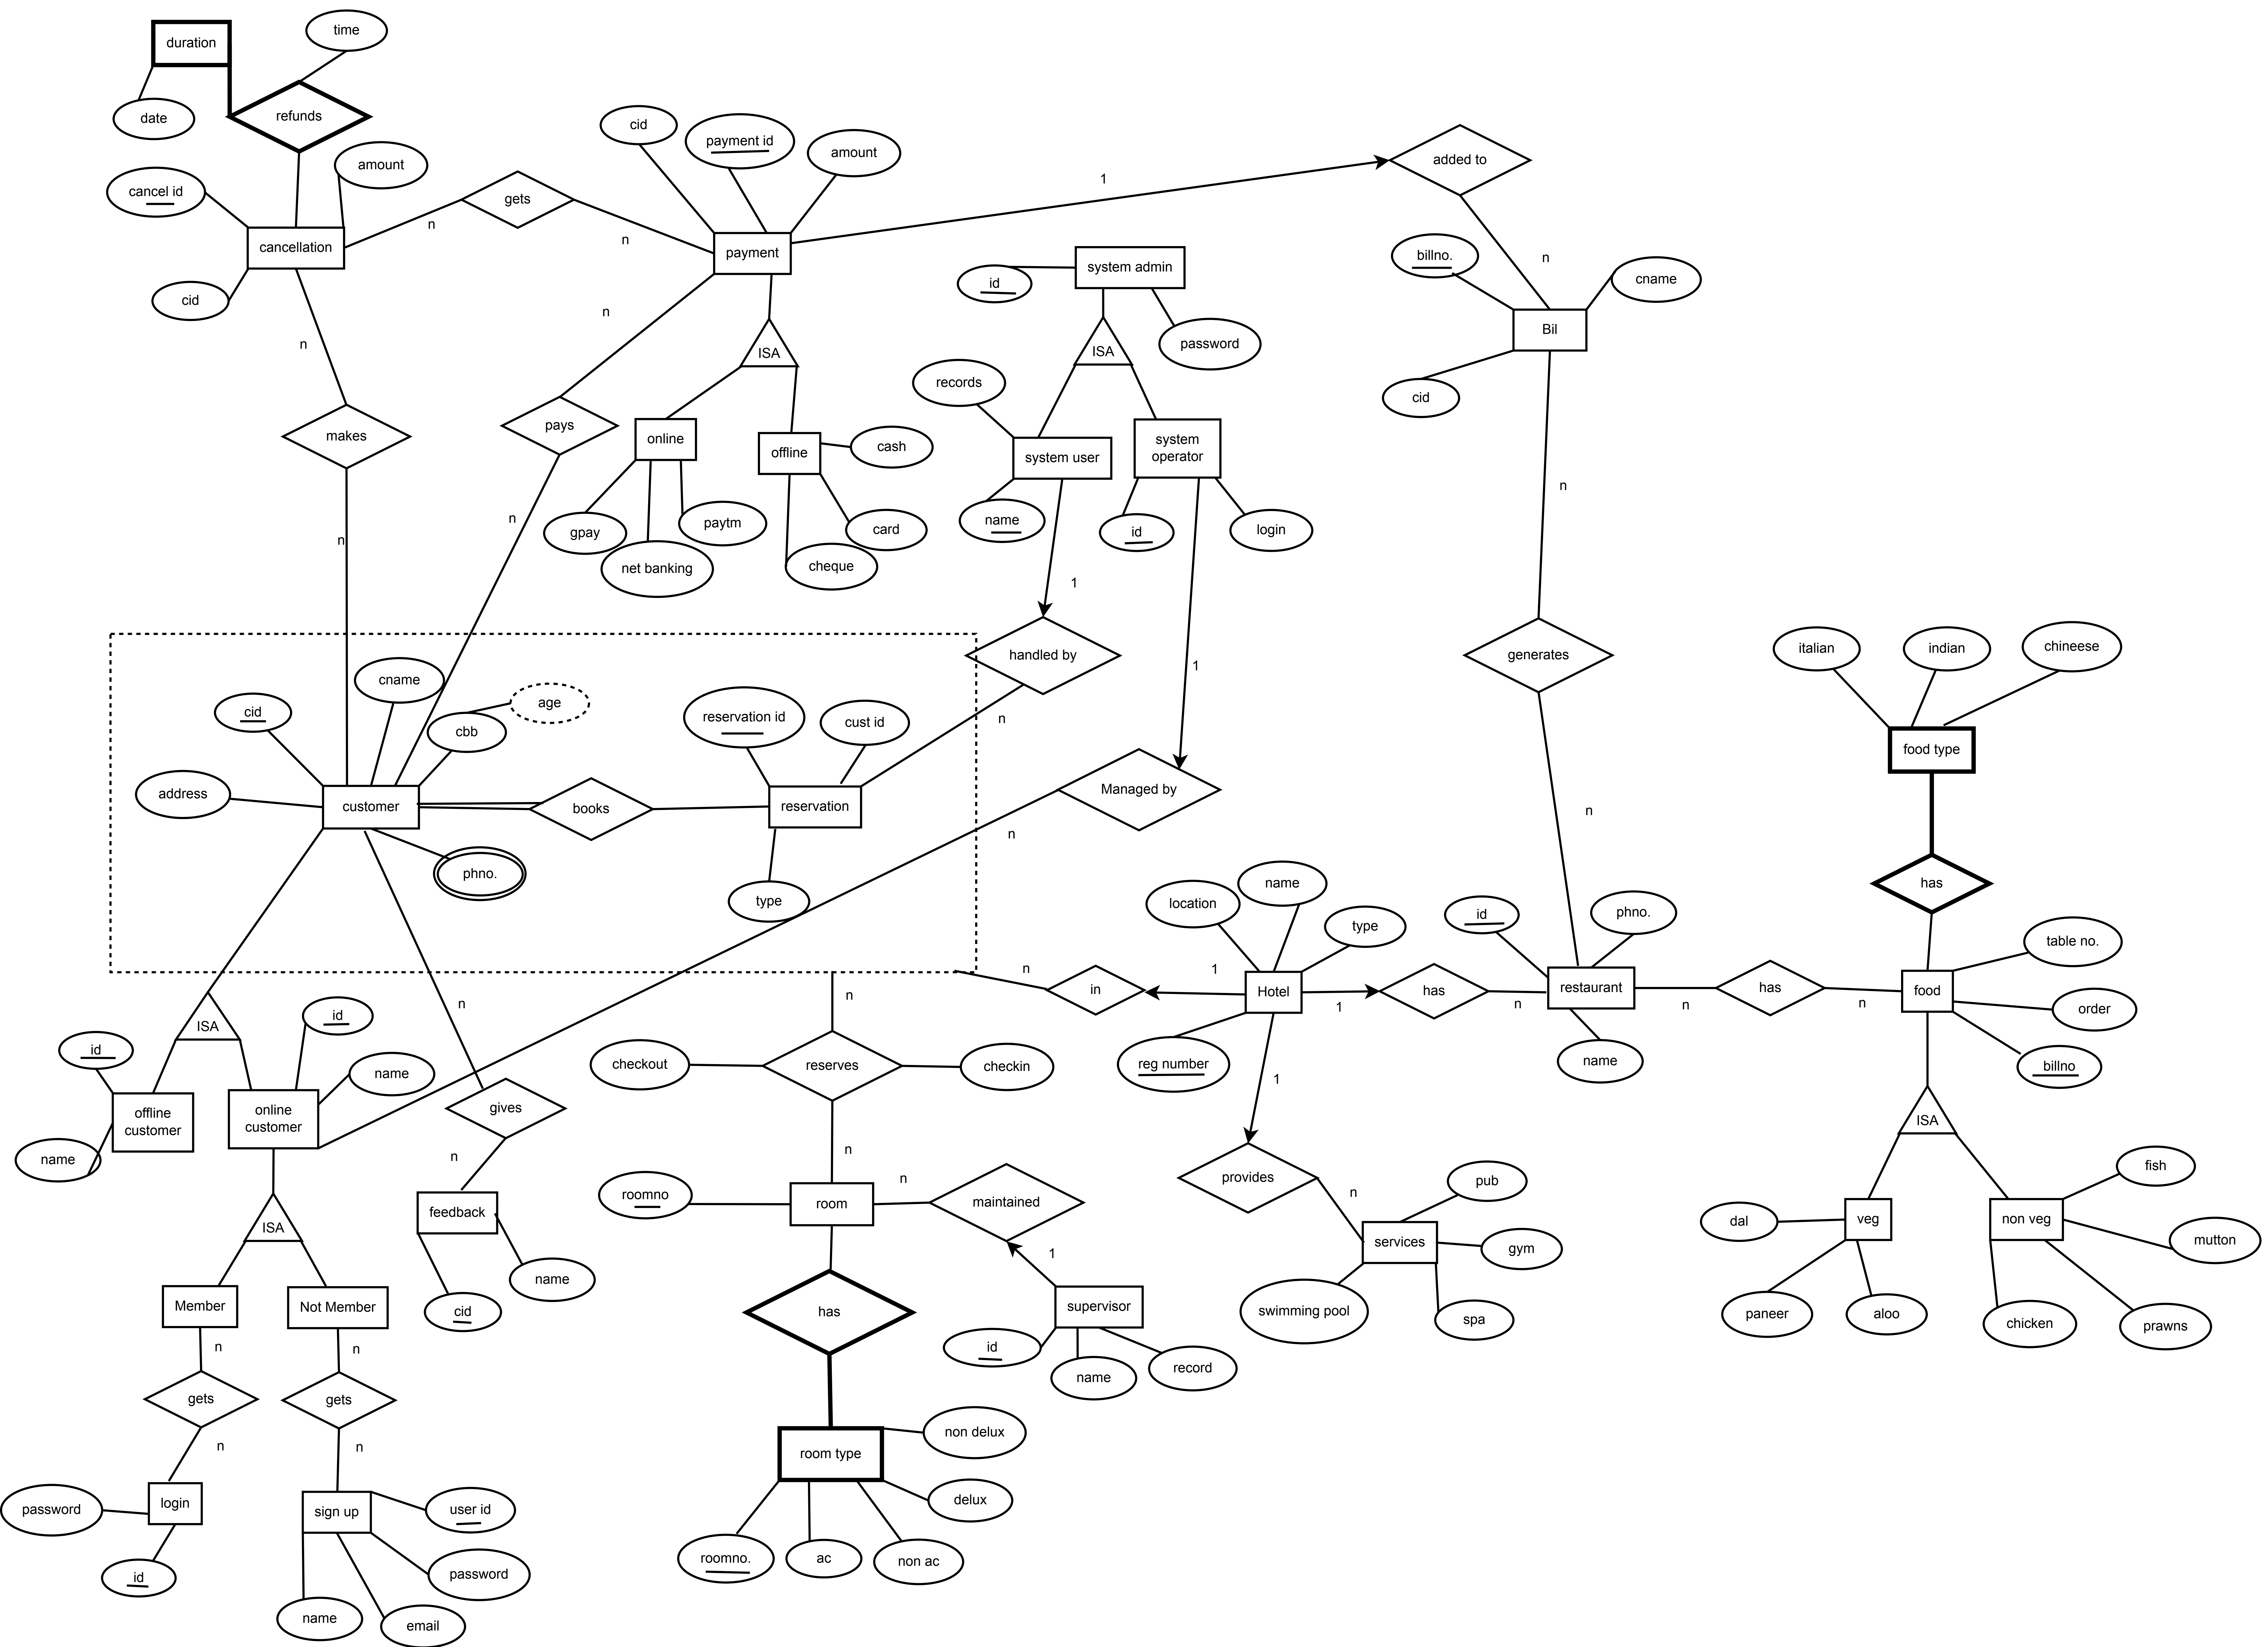 time
duration
date
refunds
cid
payment id
amount
added to
amount
cancel id
gets
1
n
n
cancellation
payment
billno.
cname
system admin
id
n
cid
Bil
n
password
n
ISA
ISA
records
cid
makes
pays
online
cash
offline
system user
system
operator
n
n
name
id
login
gpay
paytm
card
n
net banking
cheque
1
handled by
1
generates
italian
indian
chineese
cname
age
cid
reservation id
cust id
cbb
n
food type
address
customer
books
reservation
Managed by
n
n
phno.
type
has
location
name
type
id
phno.
table no.
n
in
1
Hotel
1
has
n
restaurant
n
has
n
food
order
n
n
id
ISA
id
name
offline
customer
online
customer
name
gives
checkout
reserves
checkin
reg number
name
billno
1
ISA
n
n
n
roomno
room
maintained
provides
n
pub
fish
feedback
ISA
dal
veg
non veg
mutton
services
gym
name
1
cid
Member
Not Member
has
supervisor
swimming pool
spa
paneer
aloo
chicken
prawns
n
n
id
name
record
gets
gets
n
n
non delux
room type
password
login
sign up
user id
delux
roomno.
ac
non ac
id
password
name
email